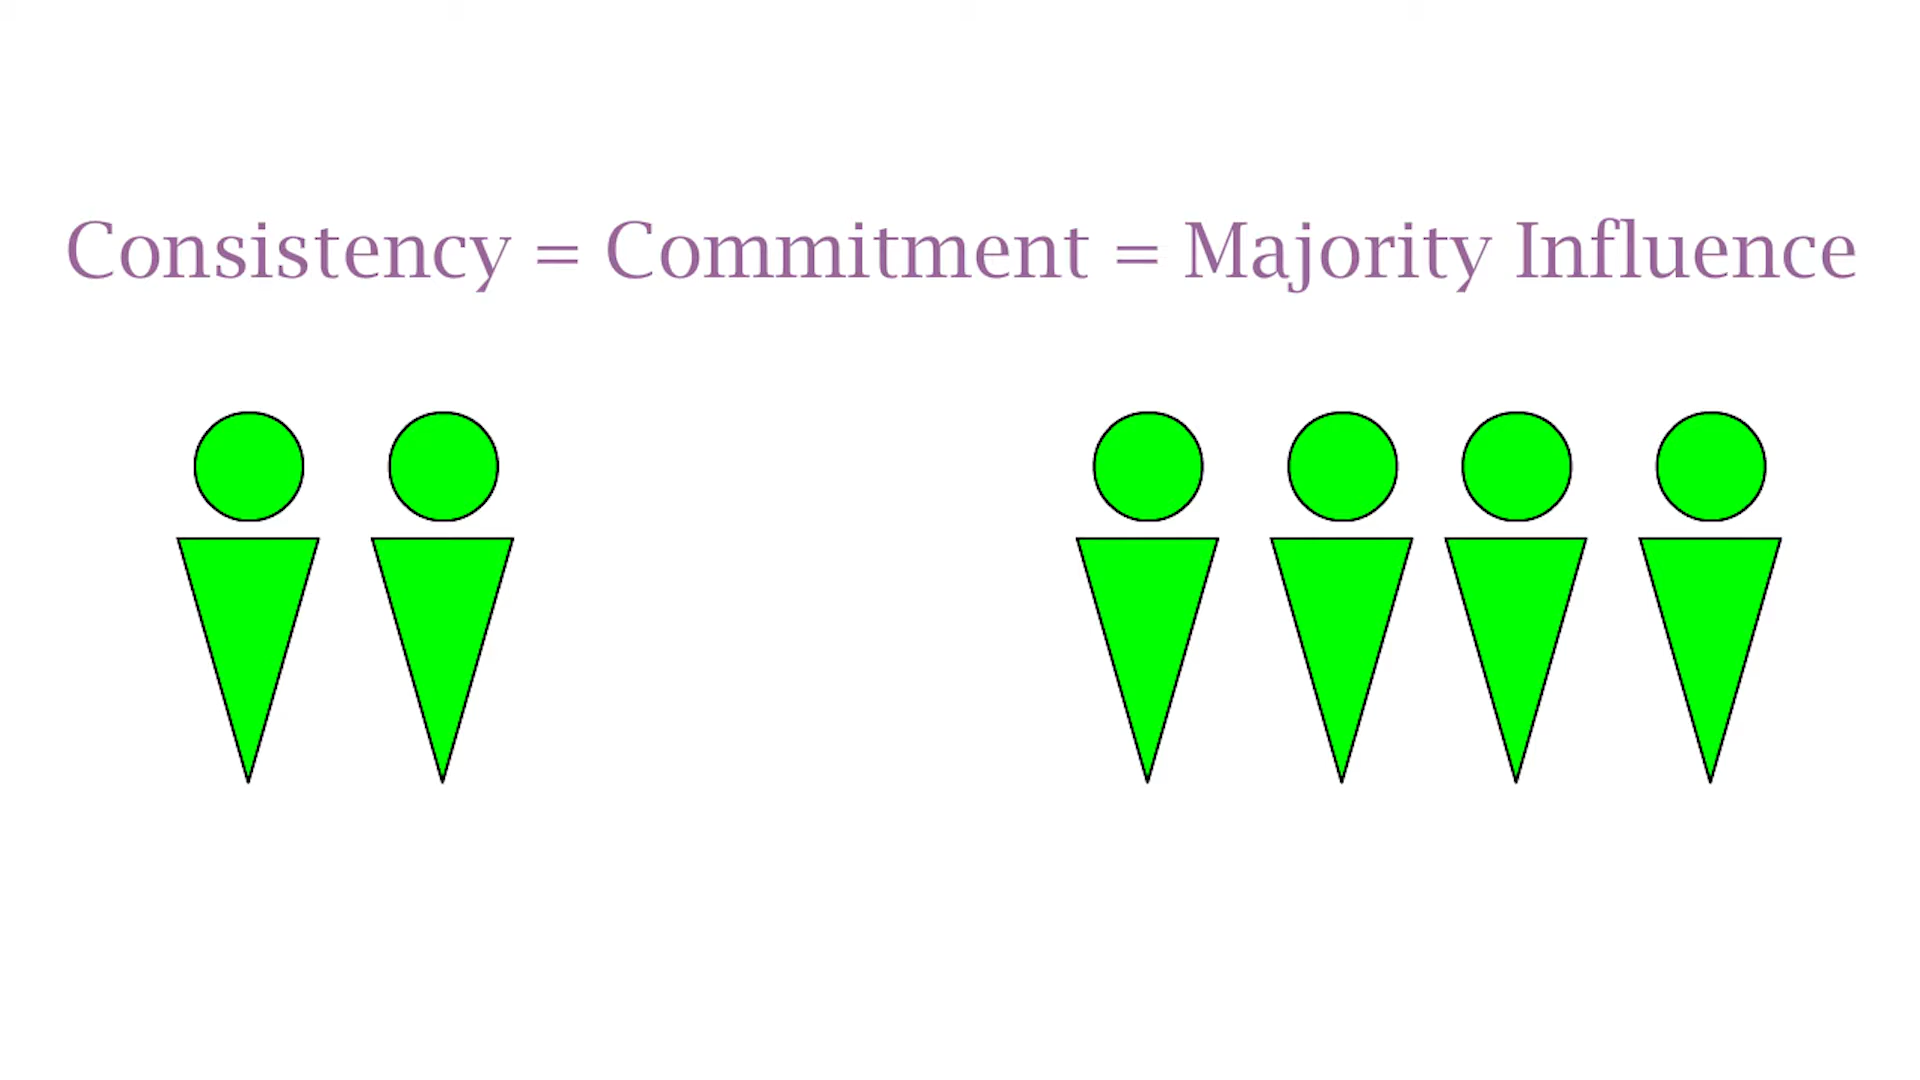 Consistency = Commitment = Majority Influence